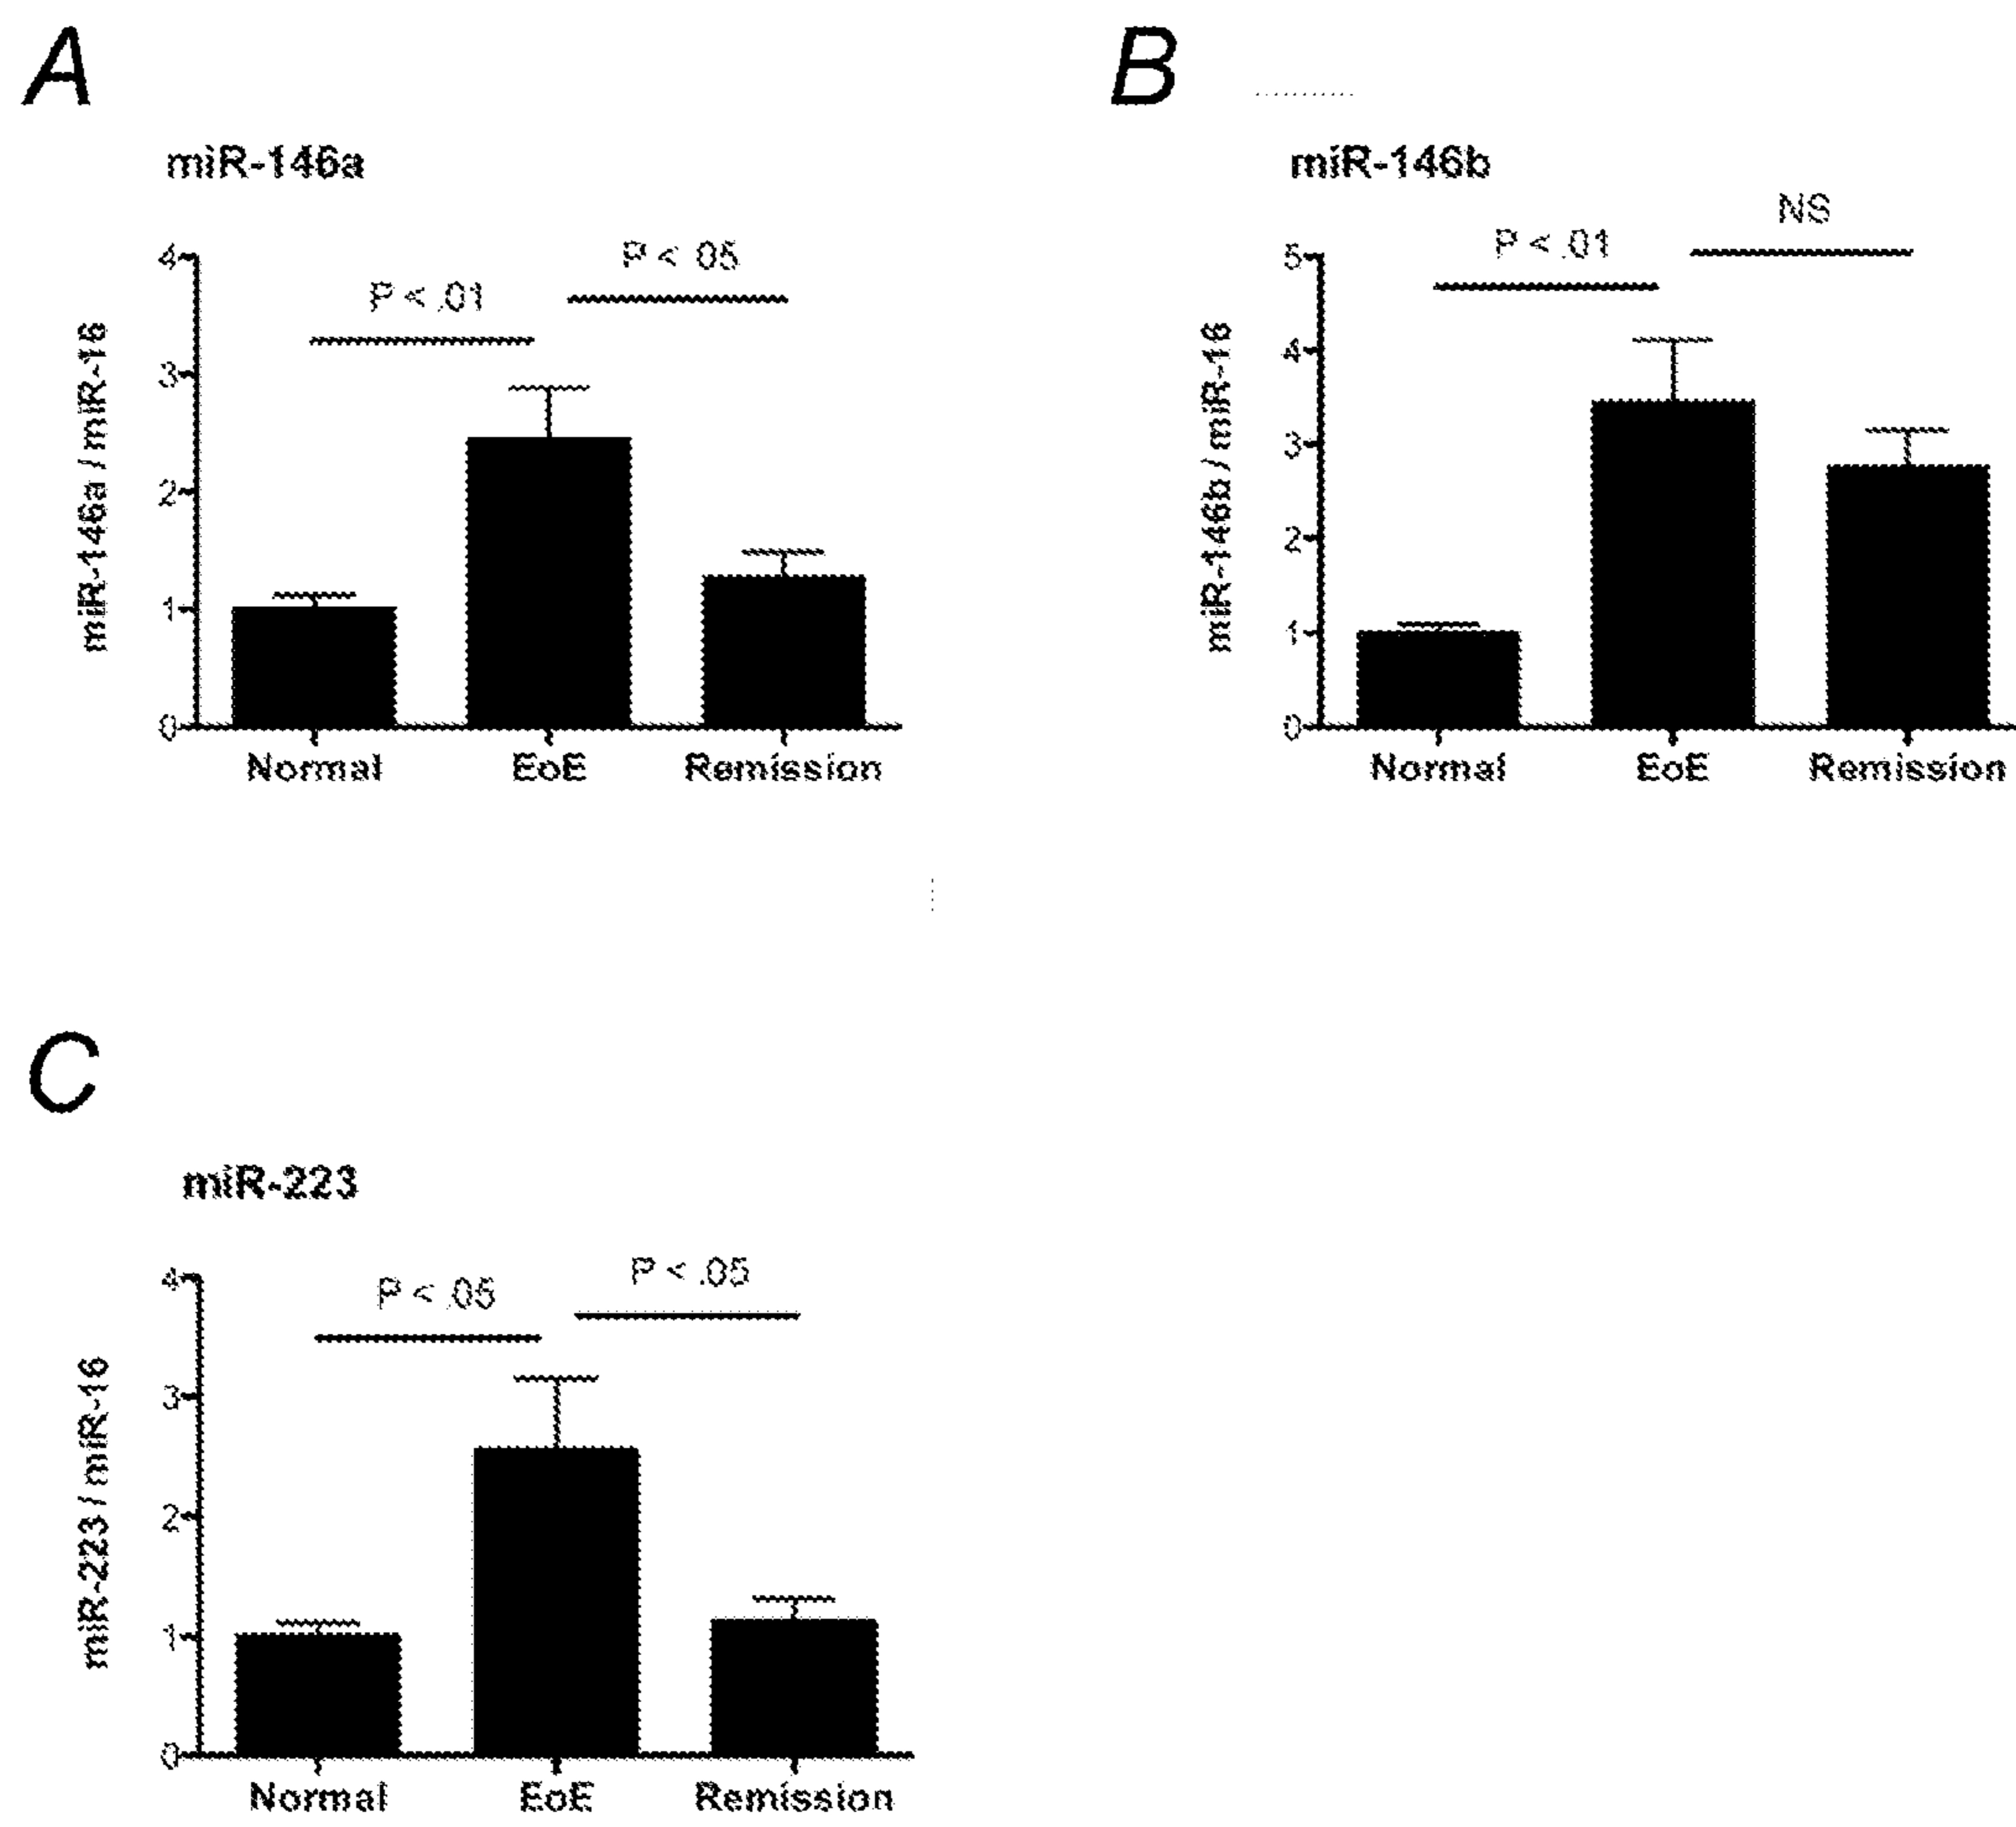 A
miR-146a
P < .01
P < .05
miR-146a / miR-16
4
3
2
1
0
Normal EoE Remission
B
miR-146b
P < .01
NS
miR-146b / miR-16
5
4
3
2
1
0
Normal EoE Remission
C
miR-223
P < .05
P < .05
miR-223 / miR-16
4
3
2
1
0
Normal EoE Remission